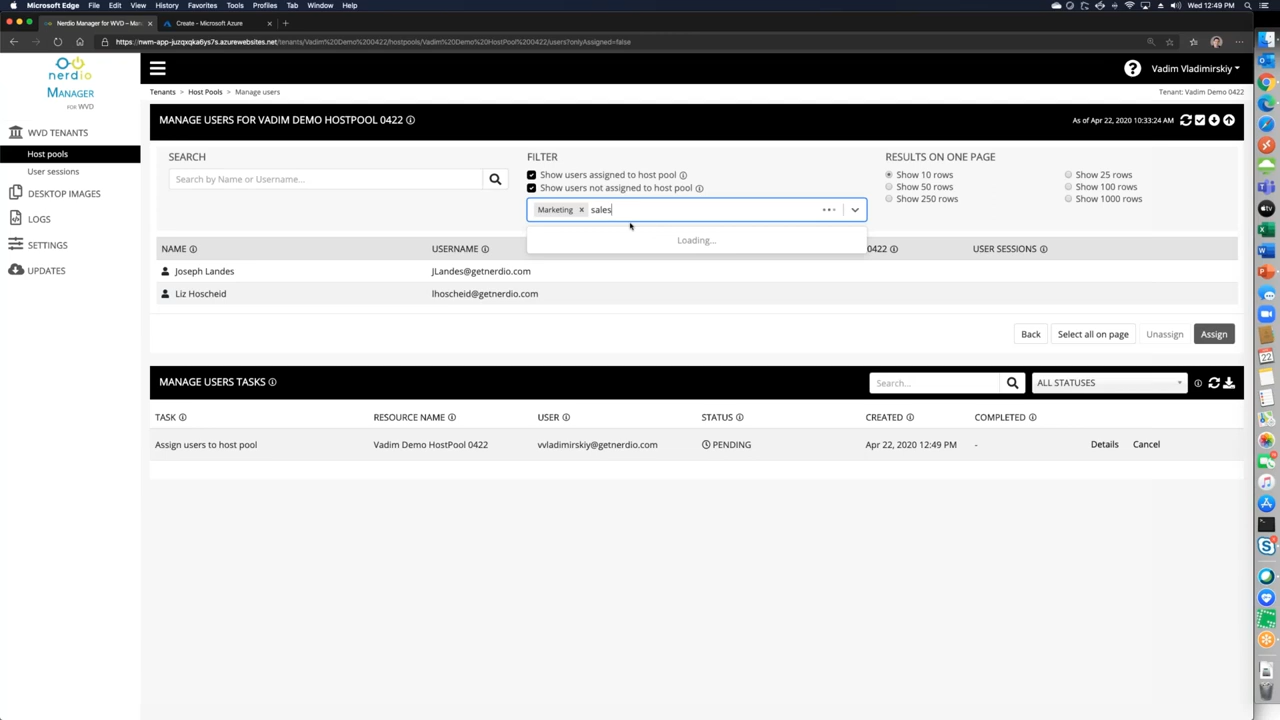 Microsoft Edge File Edit View History Favorites Tools Profiles Tab Window Help
Wed 12:49 PM
Nerdio Manager for WVD – Man
Create - Microsoft Azure
https://nwm-app-juzqxqka6ys7s.azurewebsites.net/tenants/Vadim%20Demo%200422/hostpools/Vadim%20Demo%20HostPool%200422/users?onlyAssigned=false
nerdio
MANAGER
FOR WVD
Vadim Vladimirskiy
Tenants > Host Pools > Manage users
Tenant: Vadim Demo 0422
WVD TENANTS
Host pools
User sessions
DESKTOP IMAGES
LOGS
SETTINGS
UPDATES
MANAGE USERS FOR VADIM DEMO HOSTPOOL 0422
As of Apr 22, 2020 10:33:24 AM
SEARCH
Search by Name or Username...
FILTER
Show users assigned to host pool
Show users not assigned to host pool
Marketing × sales
Loading...
RESULTS ON ONE PAGE
Show 10 rows
Show 25 rows
Show 50 rows
Show 100 rows
Show 250 rows
Show 1000 rows
NAME USERNAME 0422 USER SESSIONS
Joseph Landes JLandes@getnerdio.com
Liz Hoscheid lhoscheid@getnerdio.com
Back Select all on page Unassign Assign
MANAGE USERS TASKS
Search...
ALL STATUSES
TASK RESOURCE NAME USER STATUS CREATED COMPLETED
Assign users to host pool Vadim Demo HostPool 0422 vvladimirskiy@getnerdio.com PENDING Apr 22, 2020 12:49 PM - Details Cancel